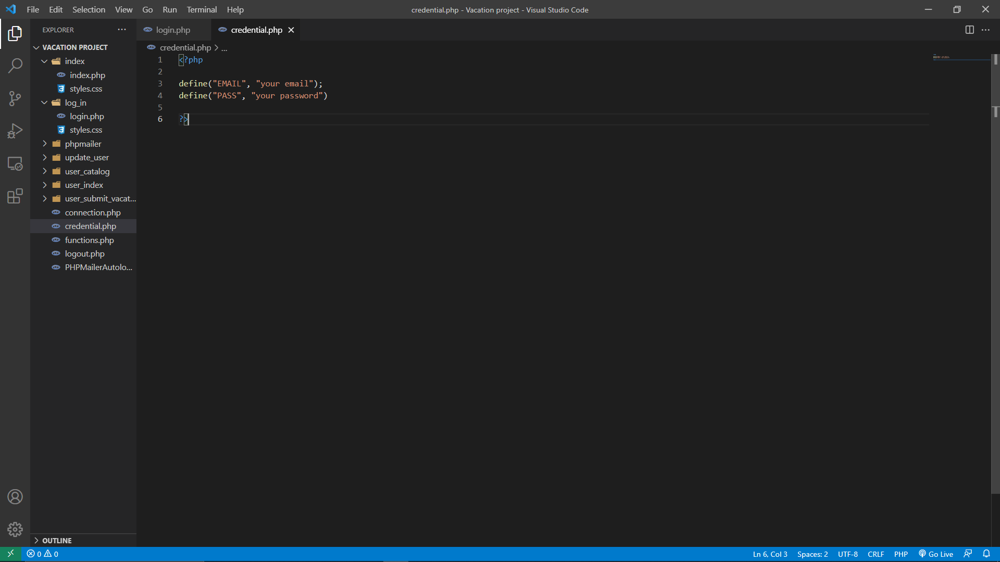 File Edit Selection View Go Run Terminal Help
credential.php - Vacation project - Visual Studio Code
EXPLORER
login.php
credential.php
VACATION PROJECT
index
index.php
styles.css
log_in
login.php
styles.css
phpmailer
update_user
user_catalog
user_index
user_submit_vacat...
connection.php
credential.php
functions.php
logout.php
PHPMailerAutolo...
OUTLINE
credential.php > ...
1 <?php
2
3 define("EMAIL", "your email");
4 define("PASS", "your password")
5
6 ?>
0 0
Ln 6, Col 3 Spaces: 2 UTF-8 CRLF PHP Go Live